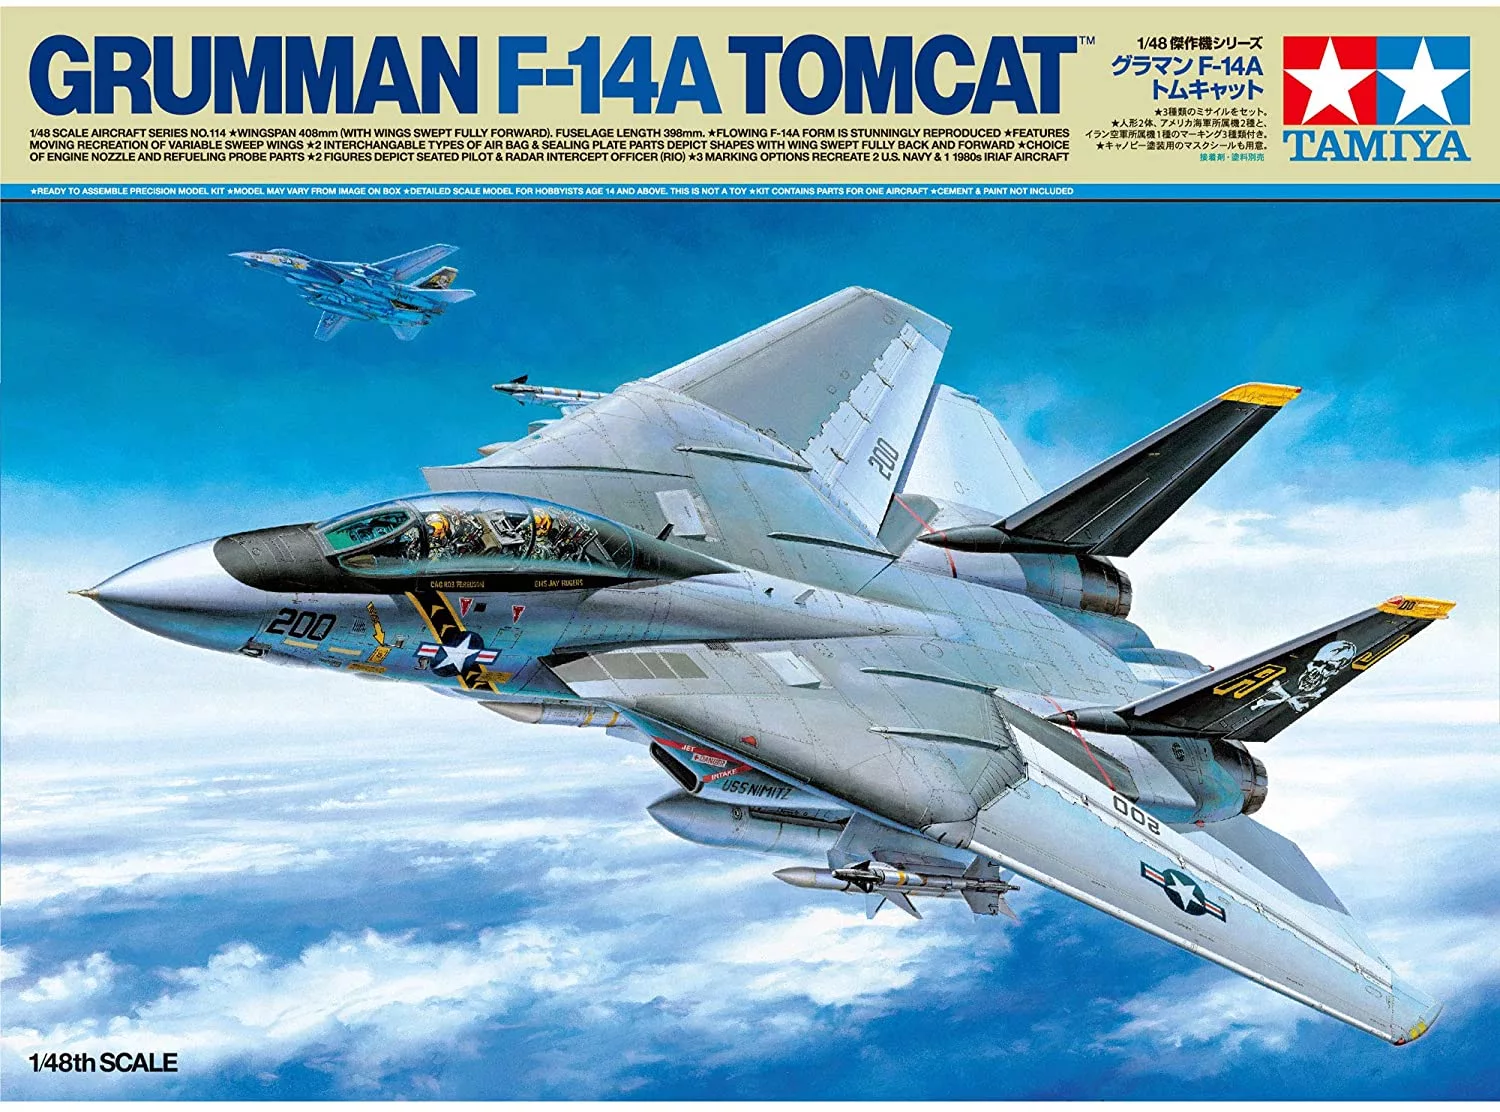 GRUMMAN F-14A TOMCAT™
1/48 SCALE AIRCRAFT SERIES NO.114 ★WINGSPAN 408mm (WITH WINGS SWEPT FULLY FORWARD). FUSELAGE LENGTH 398mm. ★FLOWING F-14A FORM IS STUNNINGLY REPRODUCED ★FEATURES
MOVING RECREATION OF VARIABLE SWEEP WINGS ★2 INTERCHANGABLE TYPES OF AIR BAG & SEALING PLATE PARTS DEPICT SHAPES WITH WING SWEPT FULLY BACK AND FORWARD ★CHOICE
OF ENGINE NOZZLE AND REFUELING PROBE PARTS ★2 FIGURES DEPICT SEATED PILOT & RADAR INTERCEPT OFFICER (RIO) ★3 MARKING OPTIONS RECREATE 2 U.S. NAVY & 1 1980s IRIAF AIRCRAFT
1/48 傑作機シリーズ
グラマン F-14A
トムキャット
★3種類のミサイルをセット。
★人形2体、アメリカ海軍所属機2種と、
イラン空軍所属機1種のマーキング3種類付き。
★キャノピー塗装用のマスクシールも用意。
接着剤・塗料別売
TAMIYA
★READY TO ASSEMBLE PRECISION MODEL KIT ★MODEL MAY VARY FROM IMAGE ON BOX ★DETAILED SCALE MODEL FOR HOBBYISTS AGE 14 AND ABOVE. THIS IS NOT A TOY ★KIT CONTAINS PARTS FOR ONE AIRCRAFT ★CEMENT & PAINT NOT INCLUDED
200
CAG BOB FERGUSON
ENS JAY ROGERS
200
00
JET
DANGER
INTAKE
USS NIMITZ
200
1/48th SCALE